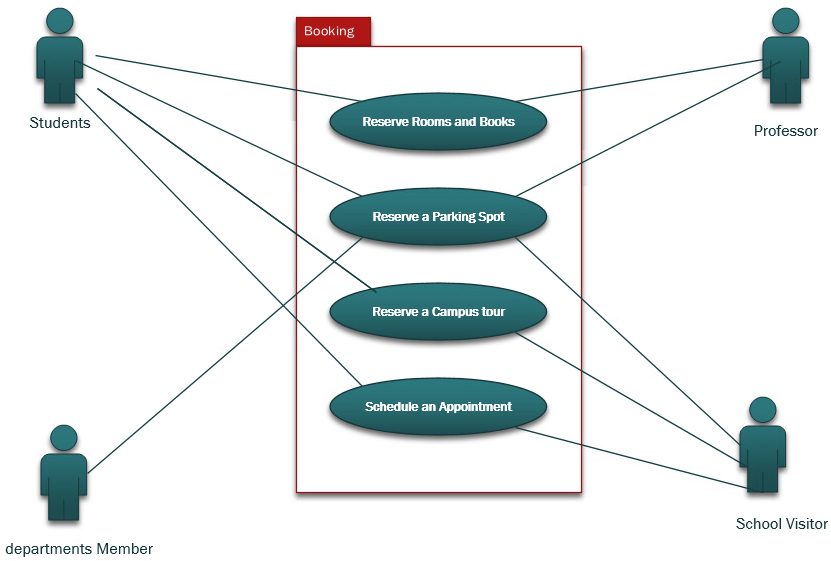 Booking
Students
Reserve Rooms and Books
Professor
Reserve a Parking Spot
Reserve a Campus tour
Schedule an Appointment
School Visitor
departments Member